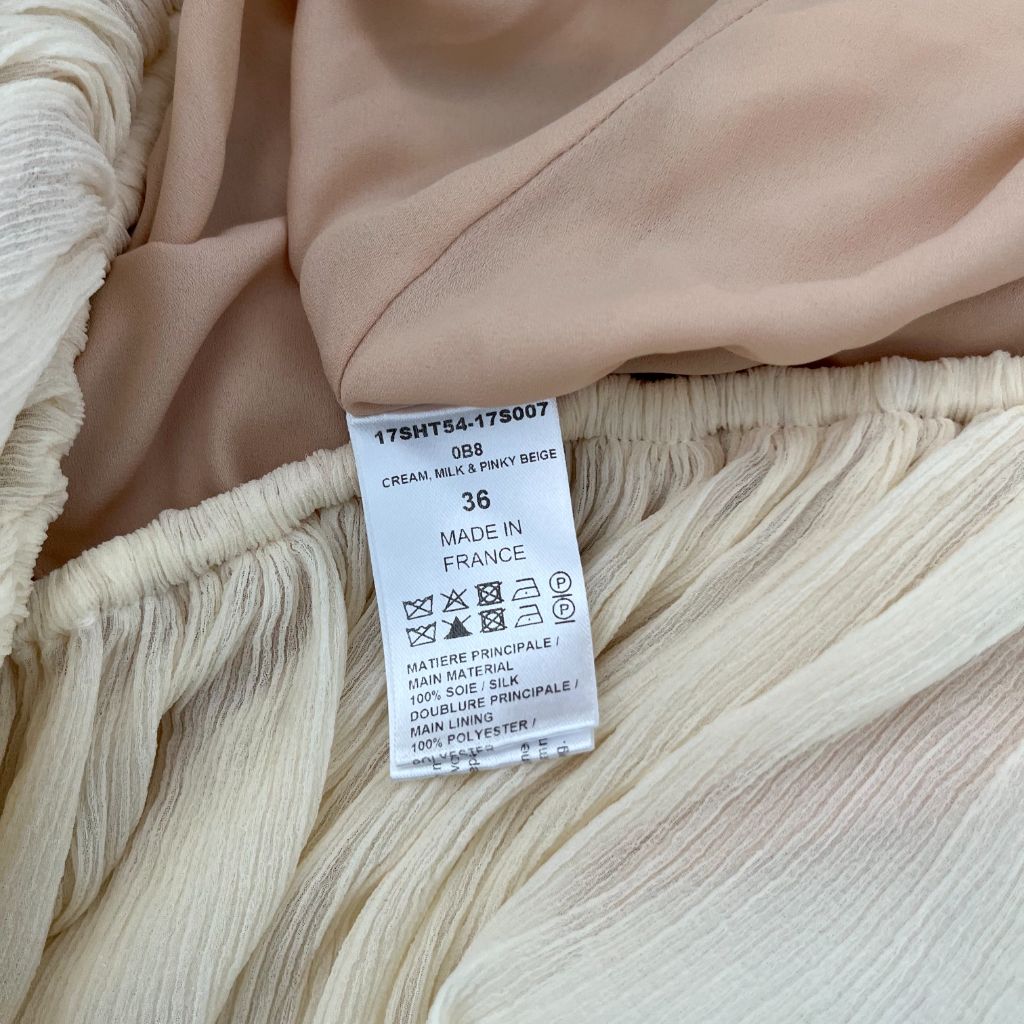 17SHT54-17S007
0B8
CREAM, MILK & PINKY BEIGE
36
MADE IN
FRANCE
P
P
MATIERE PRINCIPALE /
MAIN MATERIAL
100% SOIE / SILK
DOUBLURE PRINCIPALE /
MAIN LINING
100% POLYESTER /
POLYESTER